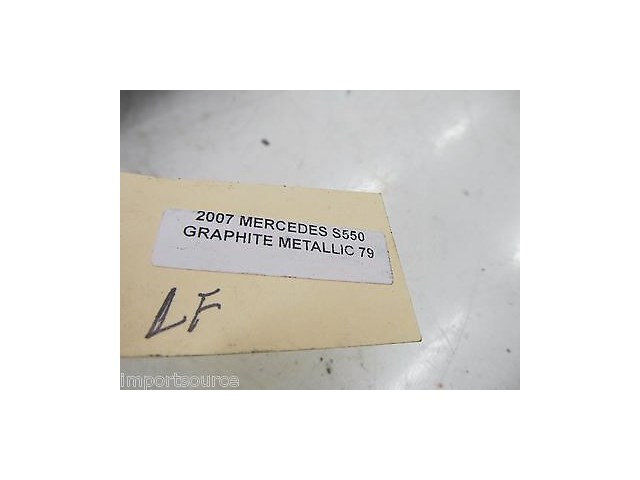 2007 MERCEDES S550
GRAPHITE METALLIC 79
LF
importsource